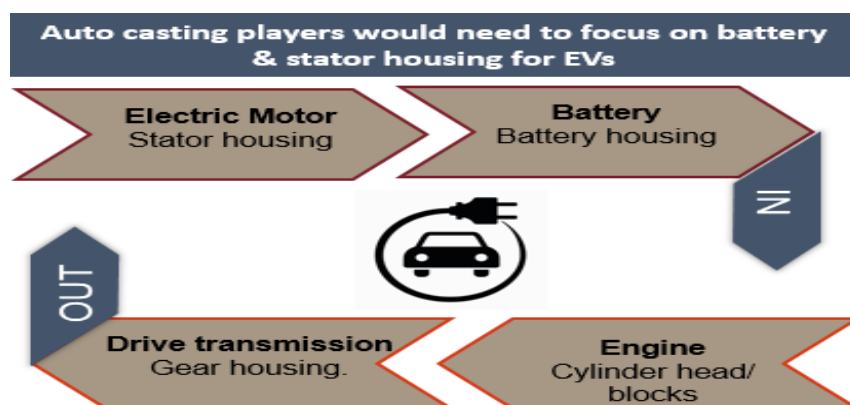 Auto casting players would need to focus on battery
& stator housing for EVs
Electric Motor
Stator housing
Battery
Battery housing
IN
OUT
Drive transmission
Gear housing.
Engine
Cylinder head/
blocks